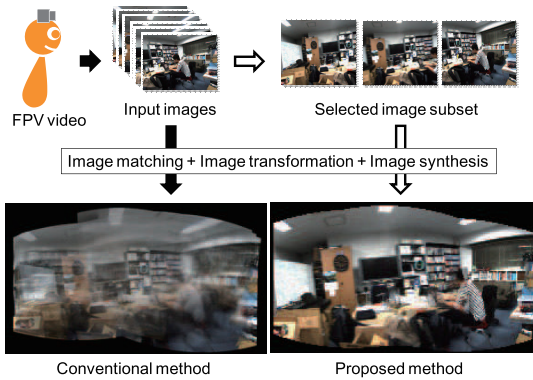 FPV video
Input images
Selected image subset
Image matching + Image transformation + Image synthesis
Conventional method
Proposed method